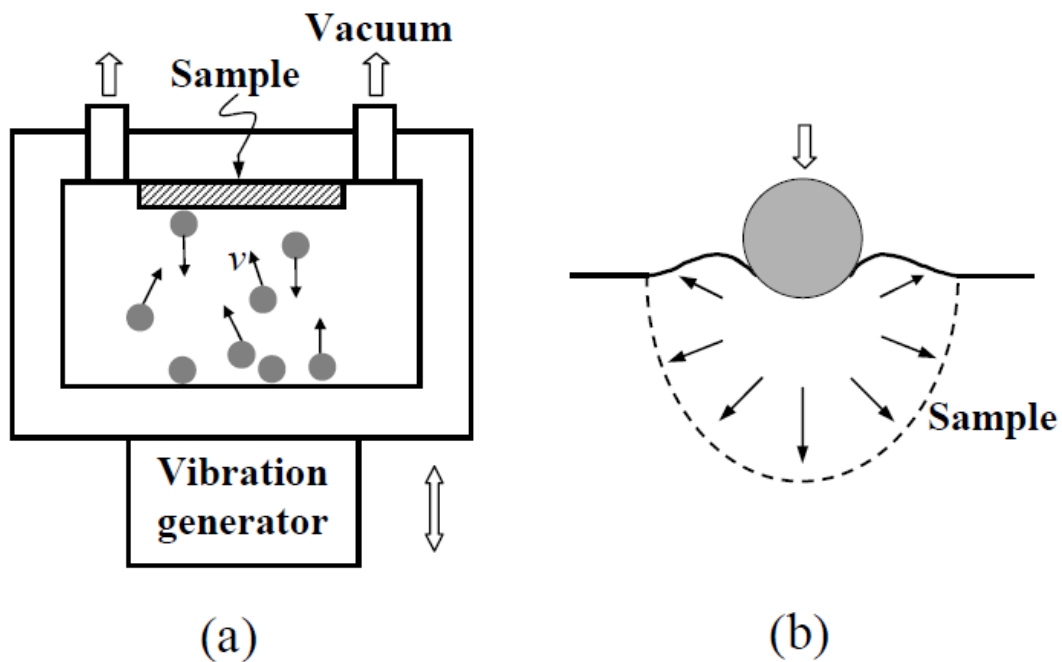 Vacuum
Sample
v
Vibration
generator
Sample
(a)
(b)